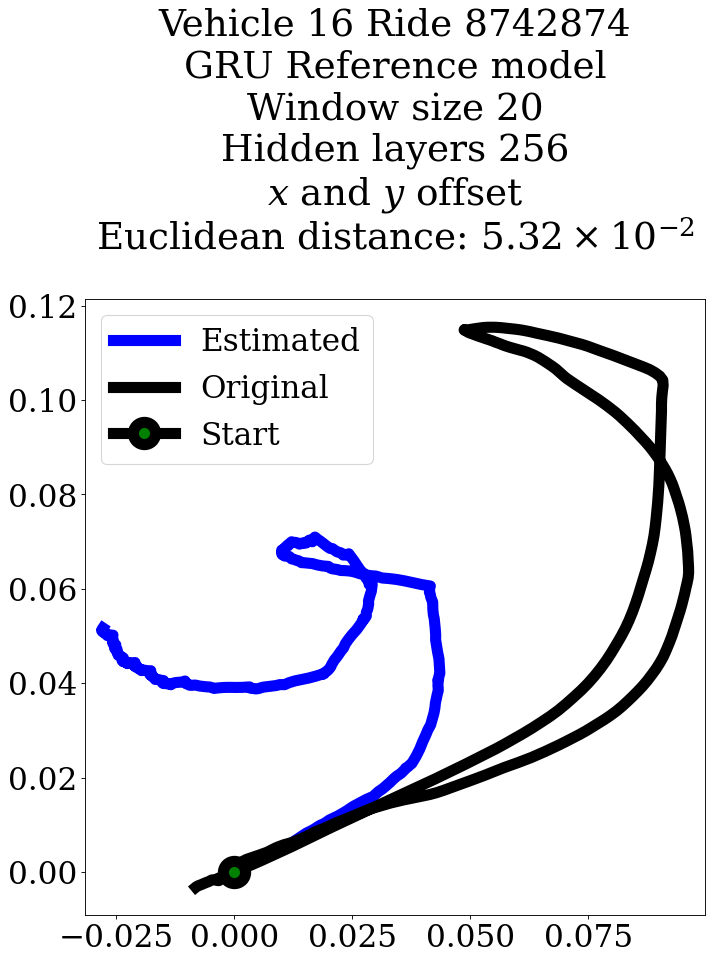 Vehicle 16 Ride 8742874
GRU Reference model
Window size 20
Hidden layers 256
x and y offset
Euclidean distance: 5.32 × 10⁻²
Estimated
Original
Start
0.12
0.10
0.08
0.06
0.04
0.02
0.00
−0.025 0.000 0.025 0.050 0.075